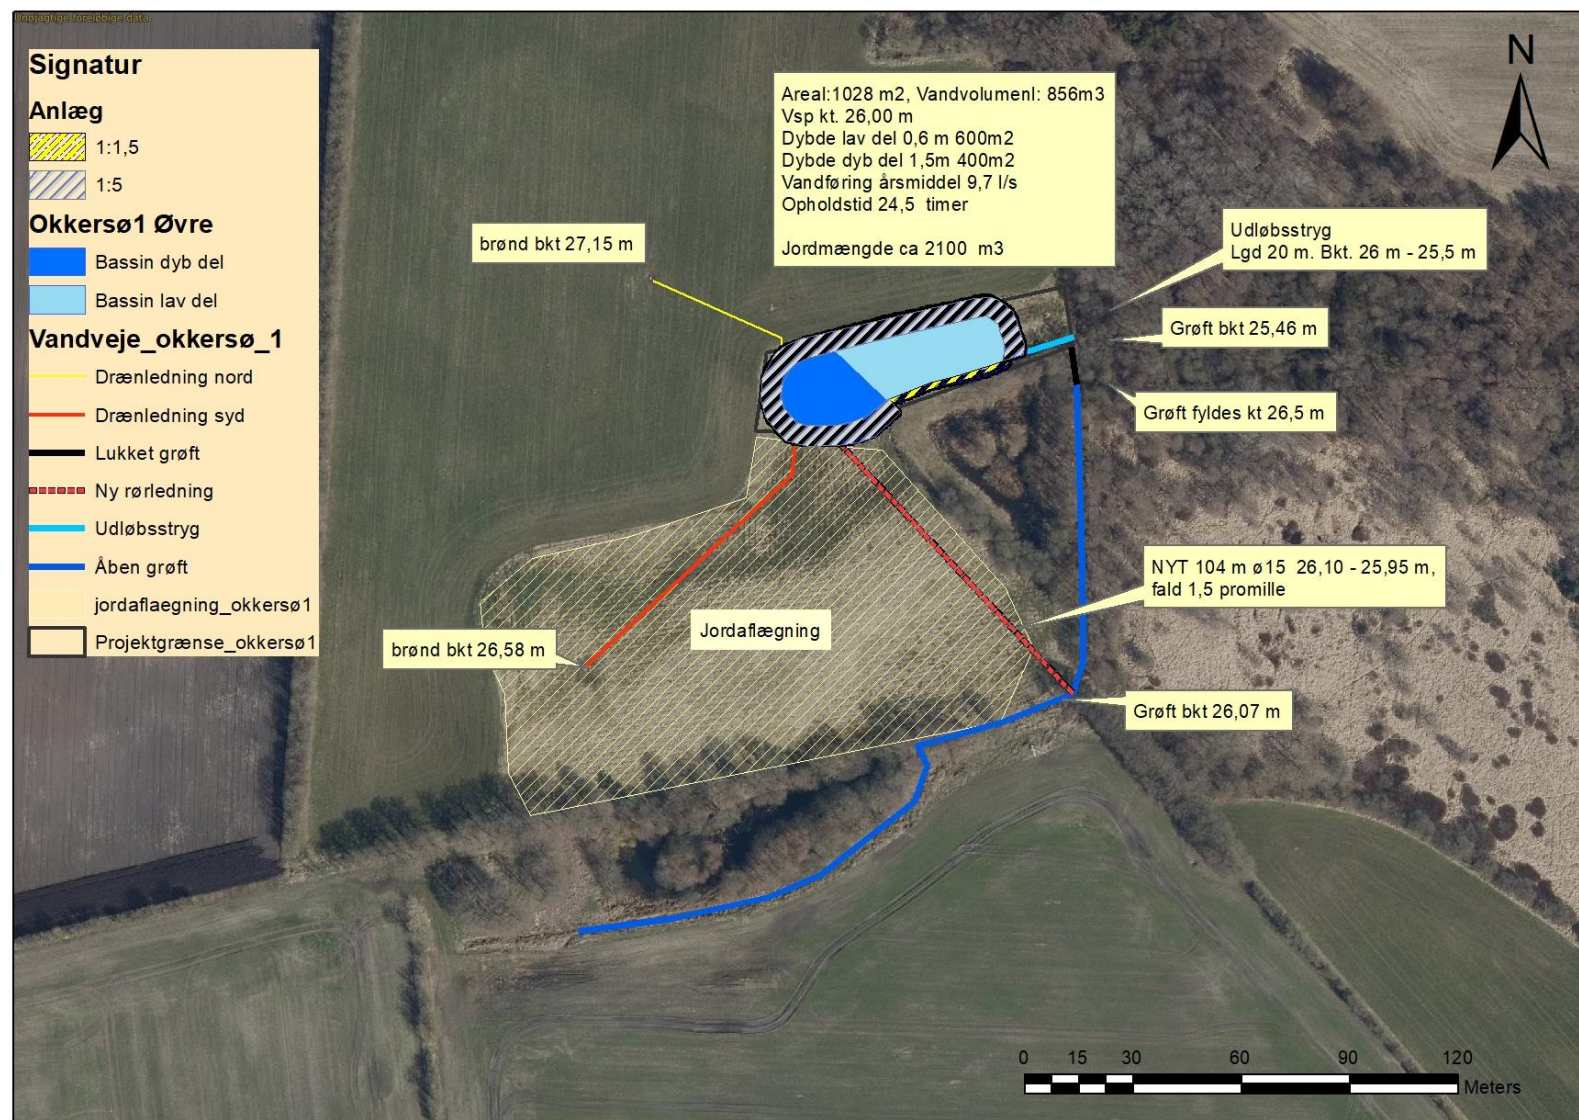 Unøjagtige foreløbige data
Signatur
Anlæg
1:1,5
1:5
Okkersø1 Øvre
Bassin dyb del
Bassin lav del
Vandveje_okkersø_1
Drænledning nord
Drænledning syd
Lukket grøft
Ny rørledning
Udløbsstryg
Åben grøft
jordaflaegning_okkersø1
Projektgrænse_okkersø1
Areal:1028 m2, Vandvolumenl: 856m3
Vsp kt. 26,00 m
Dybde lav del 0,6 m 600m2
Dybde dyb del 1,5m 400m2
Vandføring årsmiddel 9,7 l/s
Opholdstid 24,5 timer
Jordmængde ca 2100 m3
N
brønd bkt 27,15 m
Udløbsstryg
Lgd 20 m. Bkt. 26 m - 25,5 m
Grøft bkt 25,46 m
Grøft fyldes kt 26,5 m
NYT 104 m ø15 26,10 - 25,95 m,
fald 1,5 promille
Jordaflægning
brønd bkt 26,58 m
Grøft bkt 26,07 m
0 15 30 60 90 120
Meters